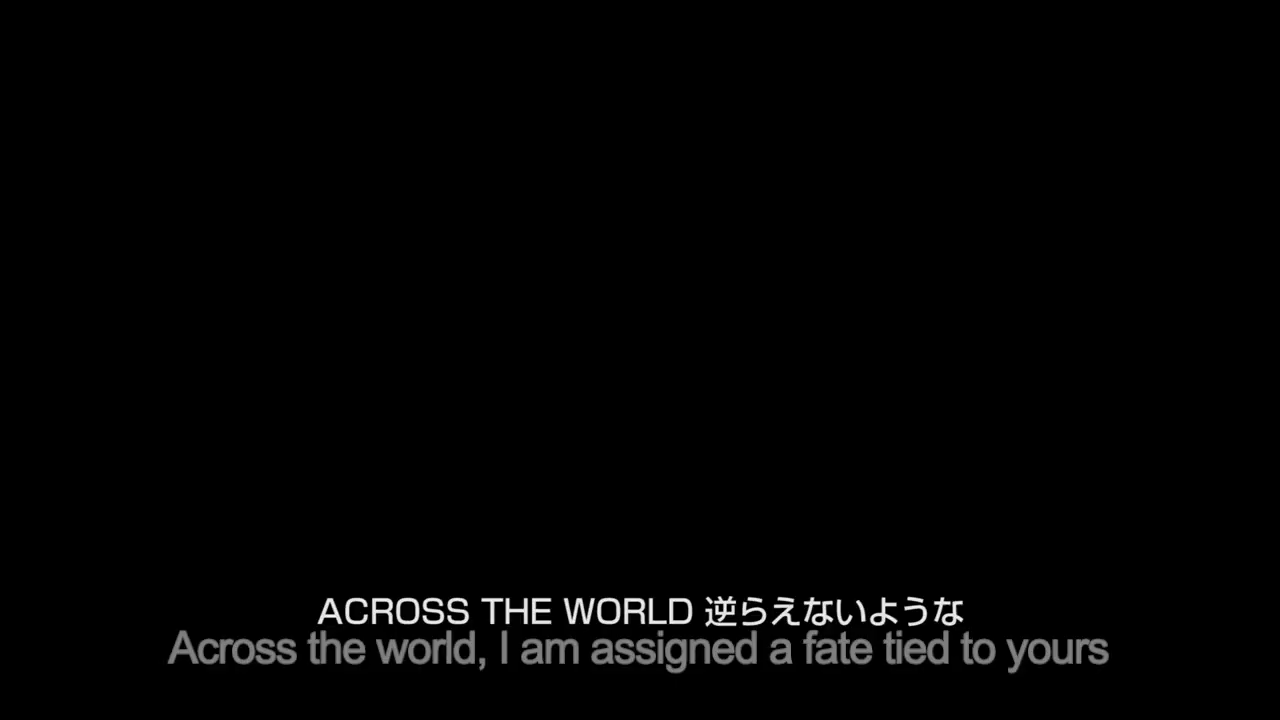 ACROSS THE WORLD 逆らえないような
Across the world, I am assigned a fate tied to yours